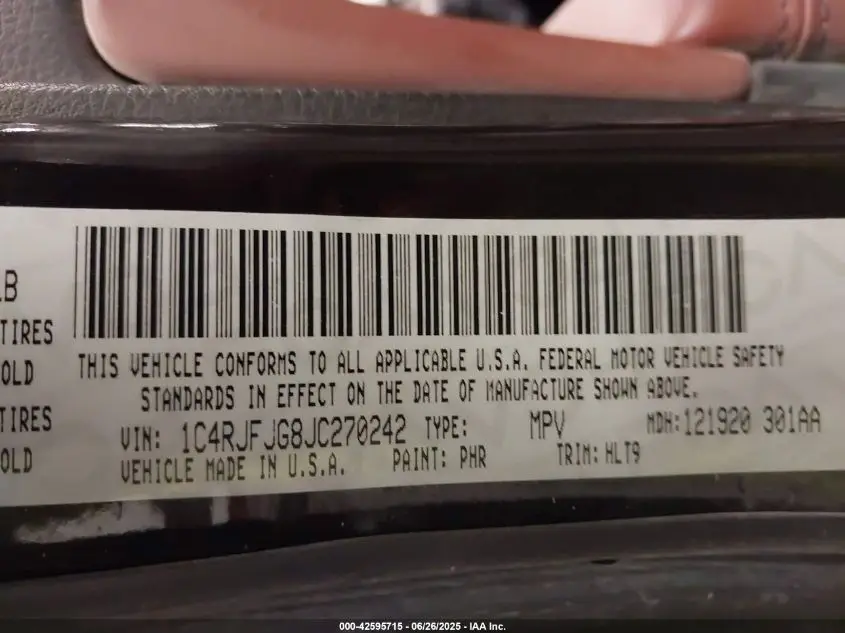 LB
TIRES
OLD
TIRES
OLD
THIS VEHICLE CONFORMS TO ALL APPLICABLE U.S.A. FEDERAL MOTOR VEHICLE SAFETY
STANDARDS IN EFFECT ON THE DATE OF MANUFACTURE SHOWN ABOVE.
VIN: 1C4RJFJG8JC270242 TYPE: MPV MDH:121920 301AA
VEHICLE MADE IN U.S.A. PAINT: PHR TRIM: HLT9
000-42595715 - 06/26/2025 - IAA Inc.